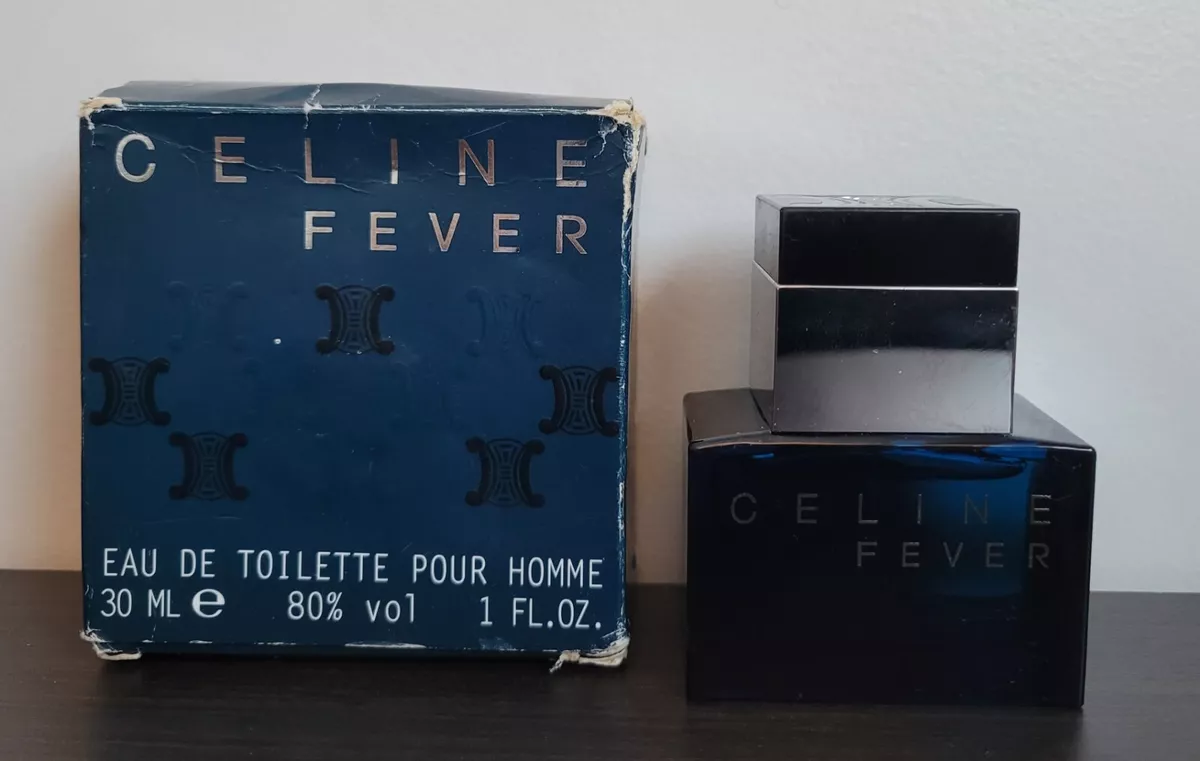 CELINE
FEVER
EAU DE TOILETTE POUR HOMME
30 ML ℮ 80% vol 1 FL.OZ.
CELINE
FEVER